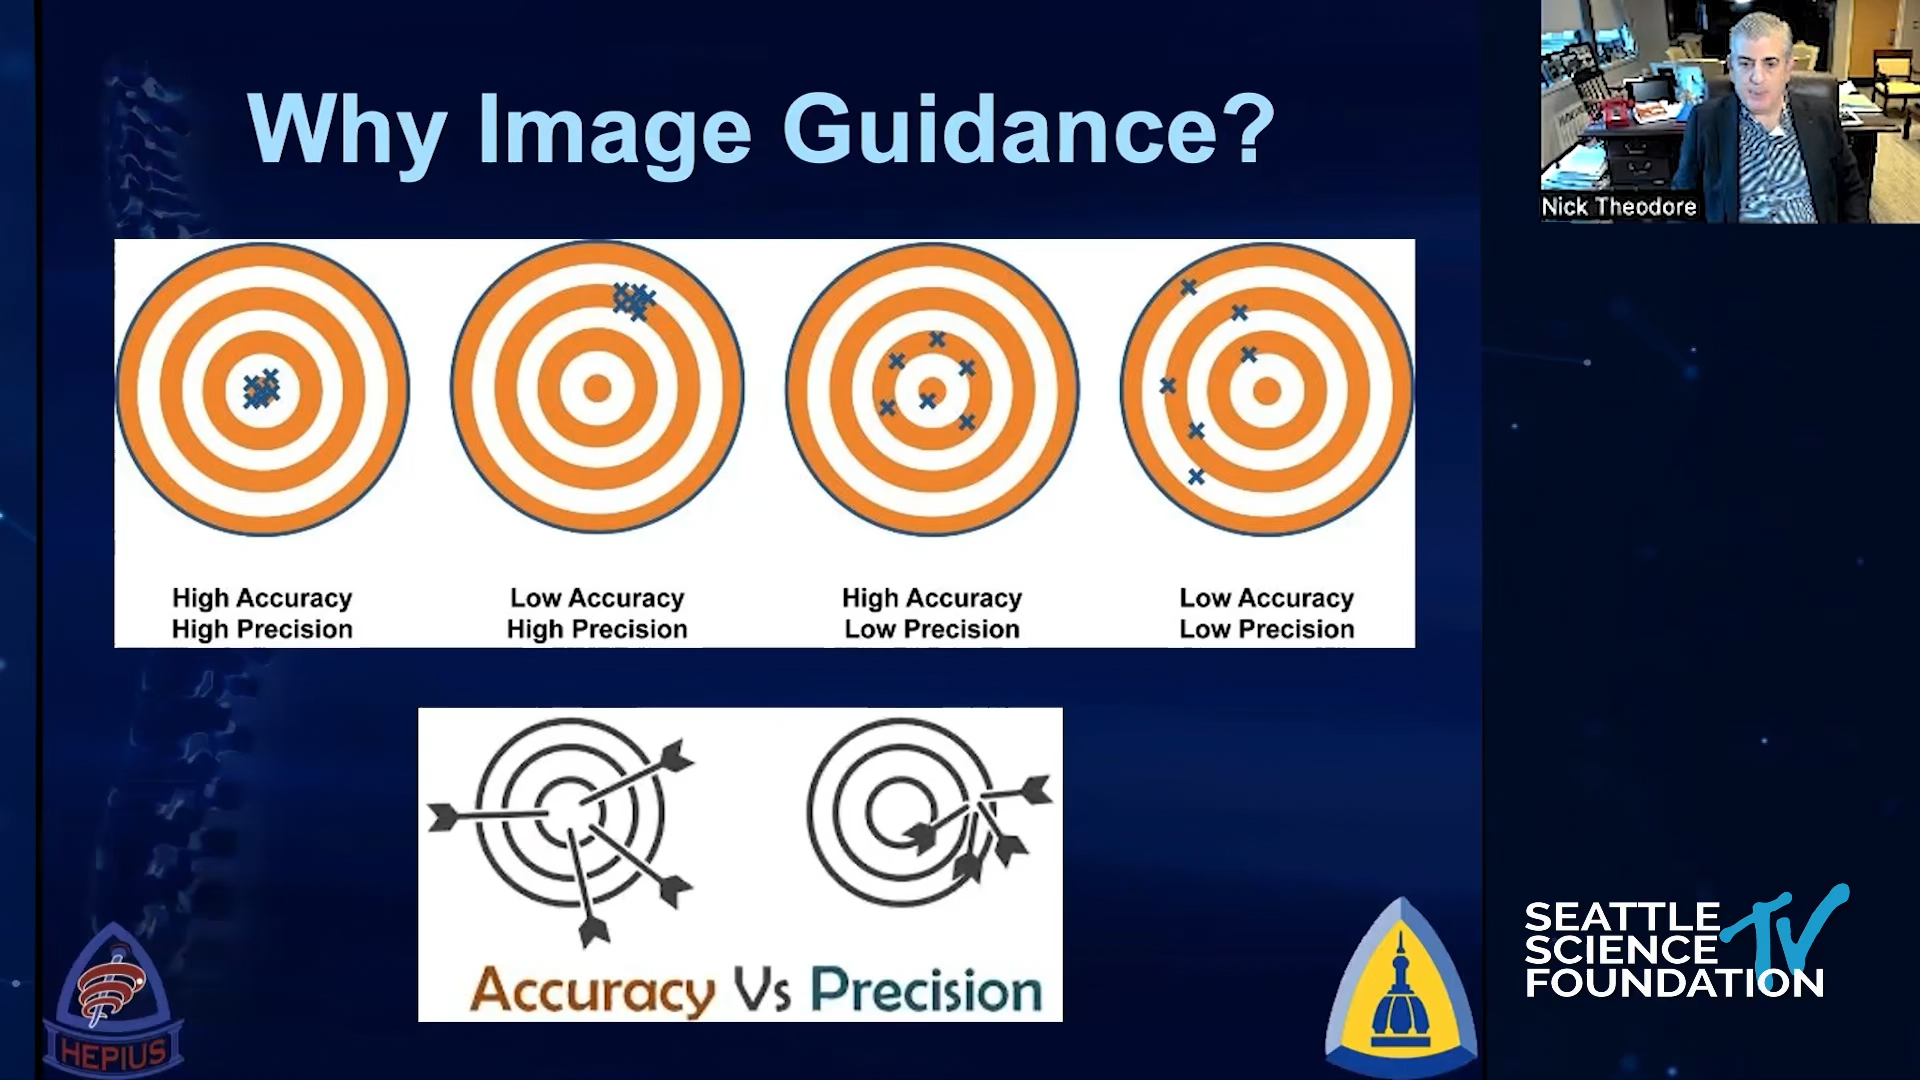 Why Image Guidance?
Nick Theodore
High Accuracy
High Precision
Low Accuracy
High Precision
High Accuracy
Low Precision
Low Accuracy
Low Precision
Accuracy Vs Precision
HEPIUS
SEATTLE
SCIENCE
FOUNDATION
TV